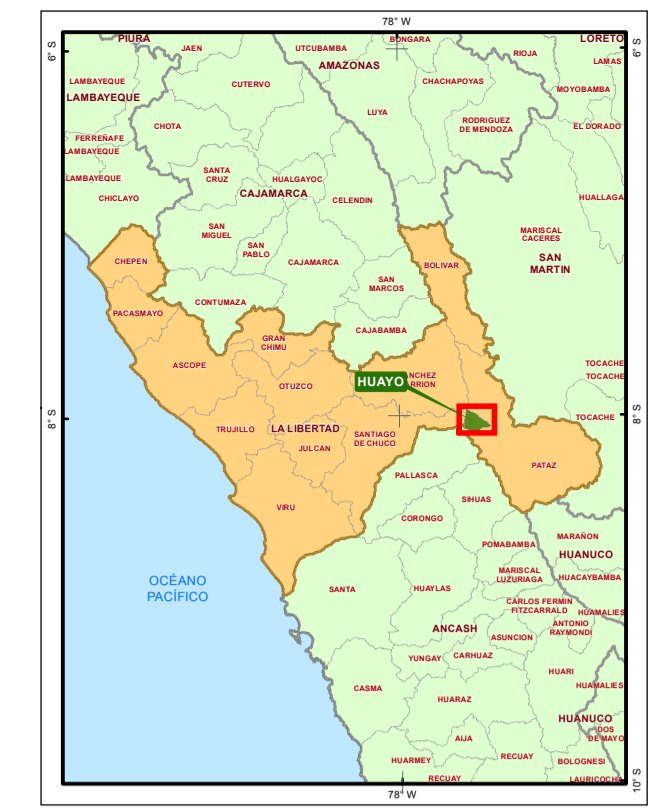 78° W
PIURA
JAEN
UTCUBAMBA
BONGARA
LORETO
6° S
6° S
RIOJA
LAMAS
AMAZONAS
LAMBAYEQUE
CUTERVO
CHACHAPOYAS
MOYOBAMBA
LAMBAYEQUE
LUYA
CHOTA
RODRIGUEZ
DE MENDOZA
EL DORADO
FERREÑAFE
LAMBAYEQUE
SANTA
CRUZ
HUALGAYOC
LAMBAYEQUE
CAJAMARCA
CELENDIN
CHICLAYO
HUALLAGA
SAN
MIGUEL
MARISCAL
CACERES
SAN
PABLO
SAN
MARTIN
CHEPEN
CAJAMARCA
BOLIVAR
SAN
MARCOS
CONTUMAZA
PACASMAYO
CAJABAMBA
GRAN
CHIMU
ASCOPE
TOCACHE
TOCACHE
HUAYO
NCHEZ
RRION
OTUZCO
8° S
8° S
TOCACHE
TRUJILLO
LA LIBERTAD
SANTIAGO
DE CHUCO
JULCAN
PATAZ
PALLASCA
SIHUAS
VIRU
CORONGO
MARAÑON
POMABAMBA
HUANUCO
OCÉANO
PACÍFICO
MARISCAL
LUZURIAGA
HUACAYBAMBA
SANTA
HUAYLAS
CARLOS FERMIN
FITZCARRALD
HUAMALIES
ANTONIO
RAYMONDI
ANCASH
ASUNCION
YUNGAY
CARHUAZ
HUARI
CASMA
HUAMALIES
HUARAZ
HUANUCO
DOS
DE MAYO
AIJA
HUARMEY
RECUAY
BOLOGNESI
RECUAY
LAURICOCHA
10° S
78° W